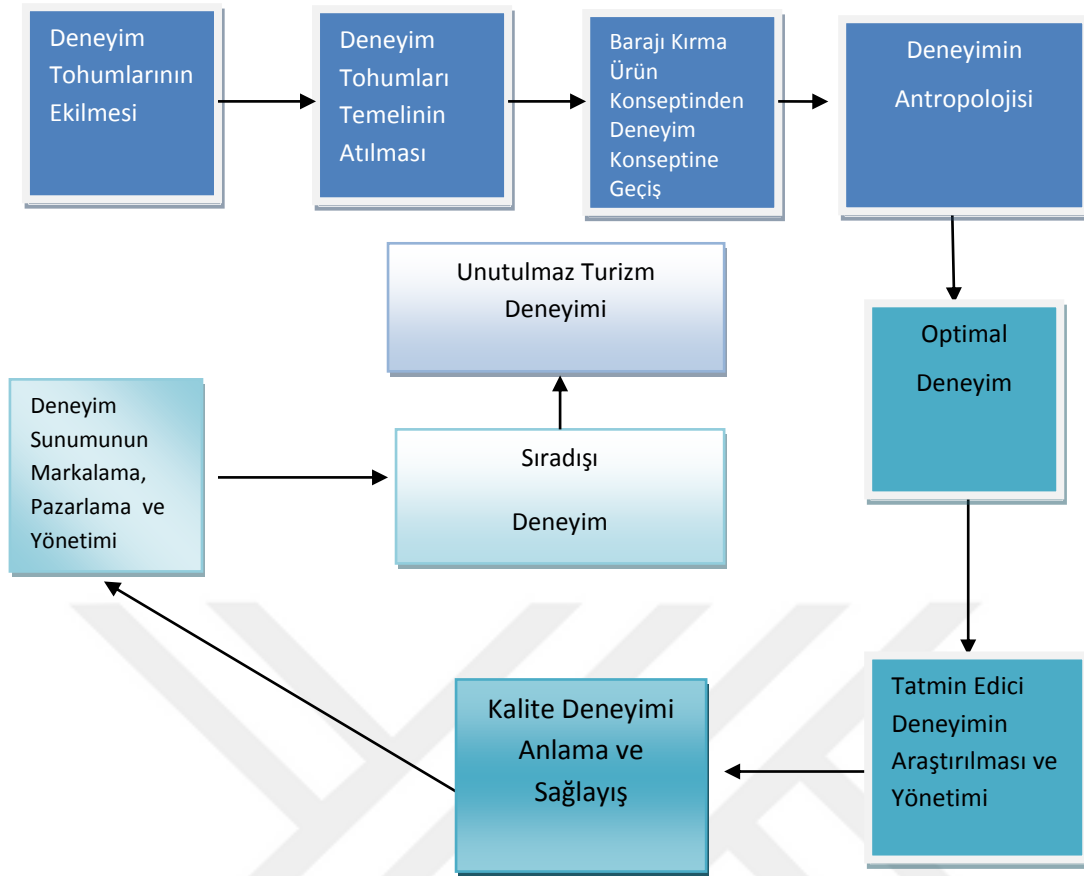 Deneyim
Tohumlarının
Ekilmesi
Deneyim
Tohumları
Temelinin
Atılması
Barajı Kırma
Ürün
Konseptinden
Deneyim
Konseptine
Geçiş
Deneyimin
Antropolojisi
Optimal
Deneyim
Tatmin Edici
Deneyimin
Araştırılması ve
Yönetimi
Kalite Deneyimi
Anlama ve
Sağlayış
Deneyim
Sunumunun
Markalama,
Pazarlama ve
Yönetimi
Sıradışı
Deneyim
Unutulmaz Turizm
Deneyimi